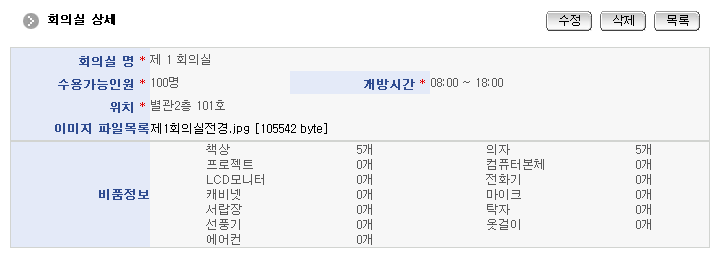 회의실 상세
수정 삭제 목록
회의실 명 * 제 1 회의실
수용가능인원 * 100명 개방시간 * 08:00 ~ 18:00
위치 * 별관2층 101호
이미지 파일목록 제1회의실전경.jpg [105542 byte]
비품정보
책상 5개 의자 5개
프로젝트 0개 컴퓨터본체 0개
LCD모니터 0개 전화기 0개
캐비넷 0개 마이크 0개
서랍장 0개 탁자 0개
선풍기 0개 옷걸이 0개
에어컨 0개